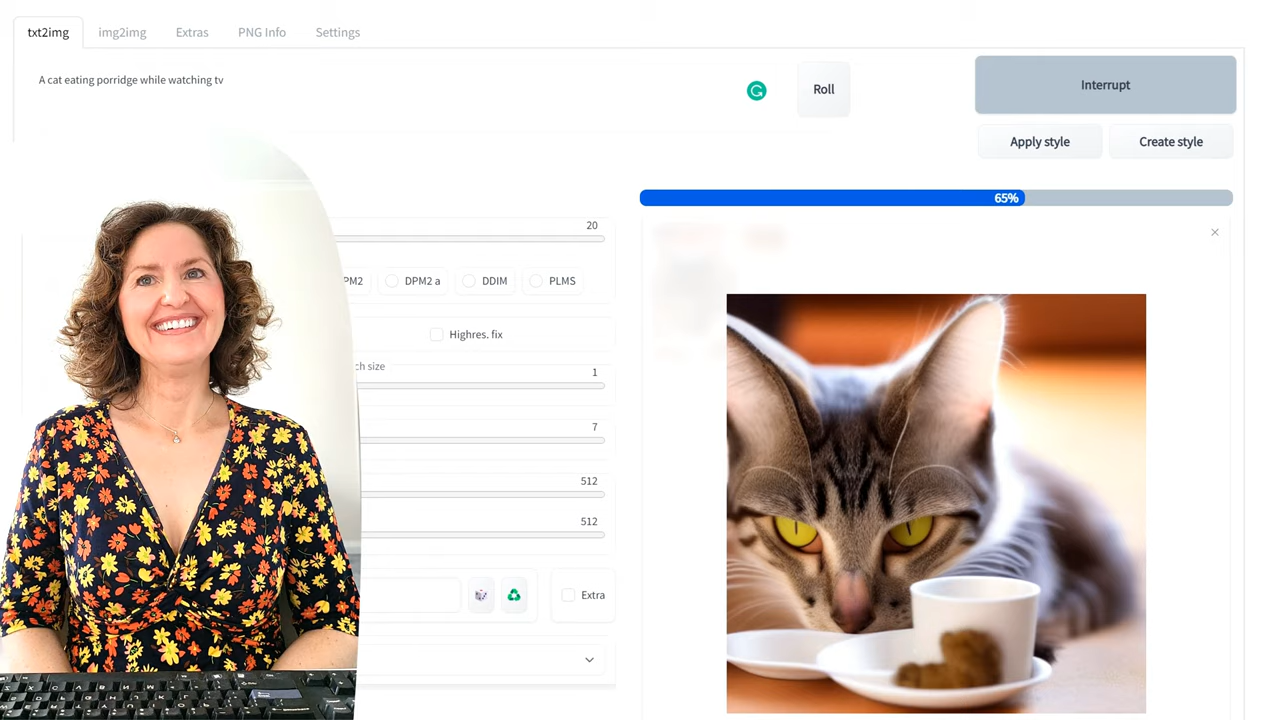 txt2img img2img Extras PNG Info Settings
A cat eating porridge while watching tv
Roll
Interrupt
Apply style Create style
65%
20
PM2 DPM2 a DDIM PLMS
Highres. fix
ch size
1
7
512
512
Extra